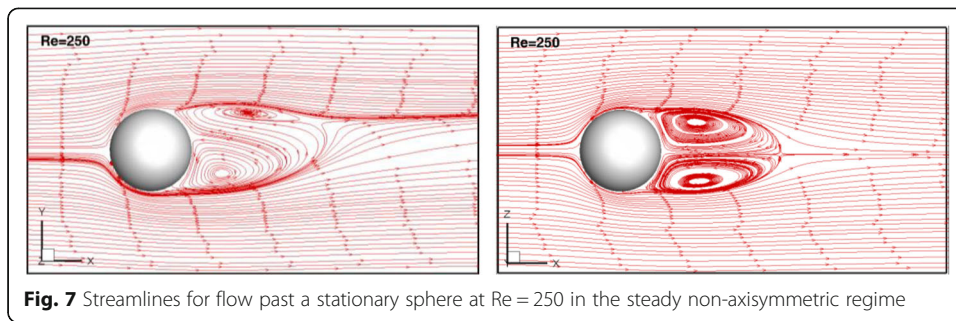 Re=250
Y
Z
X
Re=250
Z
Y
X
Fig. 7 Streamlines for flow past a stationary sphere at Re = 250 in the steady non-axisymmetric regime